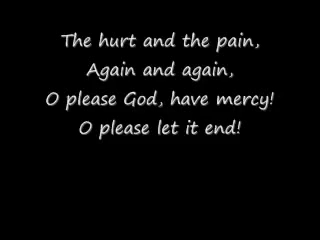 The hurt and the pain,
Again and again,
O please God, have mercy!
O please let it end!